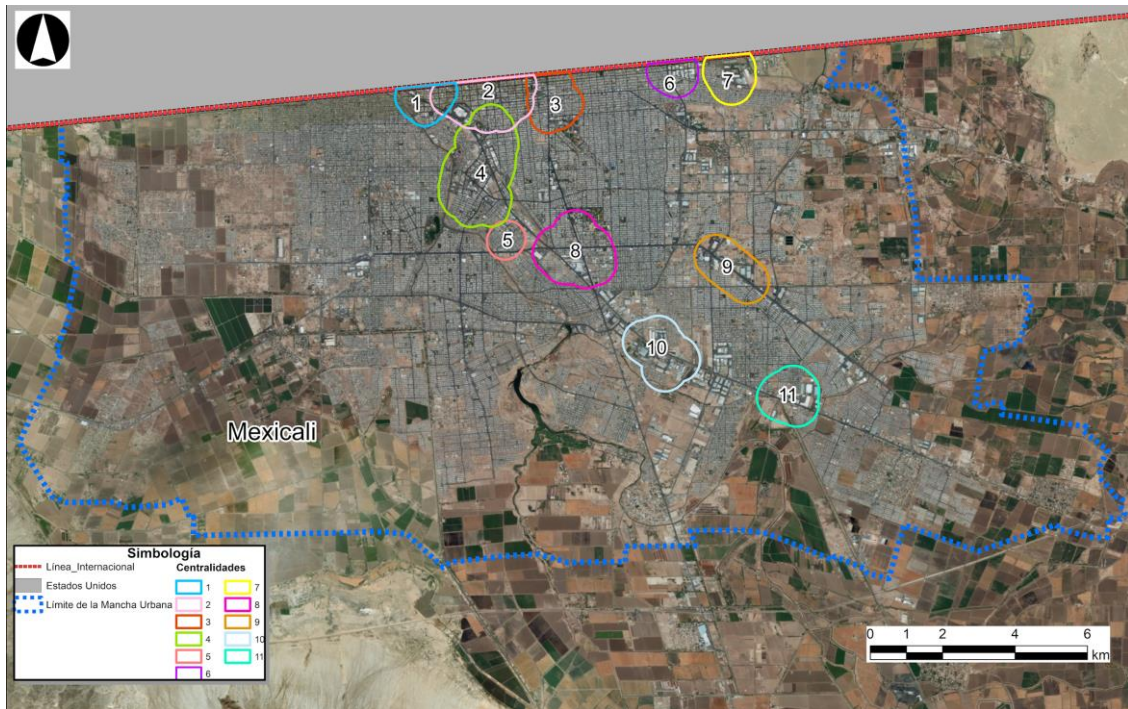 1
2
3
4
5
6
7
8
9
10
11
Mexicali
Simbología
Línea_Internacional
Estados Unidos
Límite de la Mancha Urbana
Centralidades
1
2
3
4
5
6
7
8
9
10
11
0 1 2 4 6
km